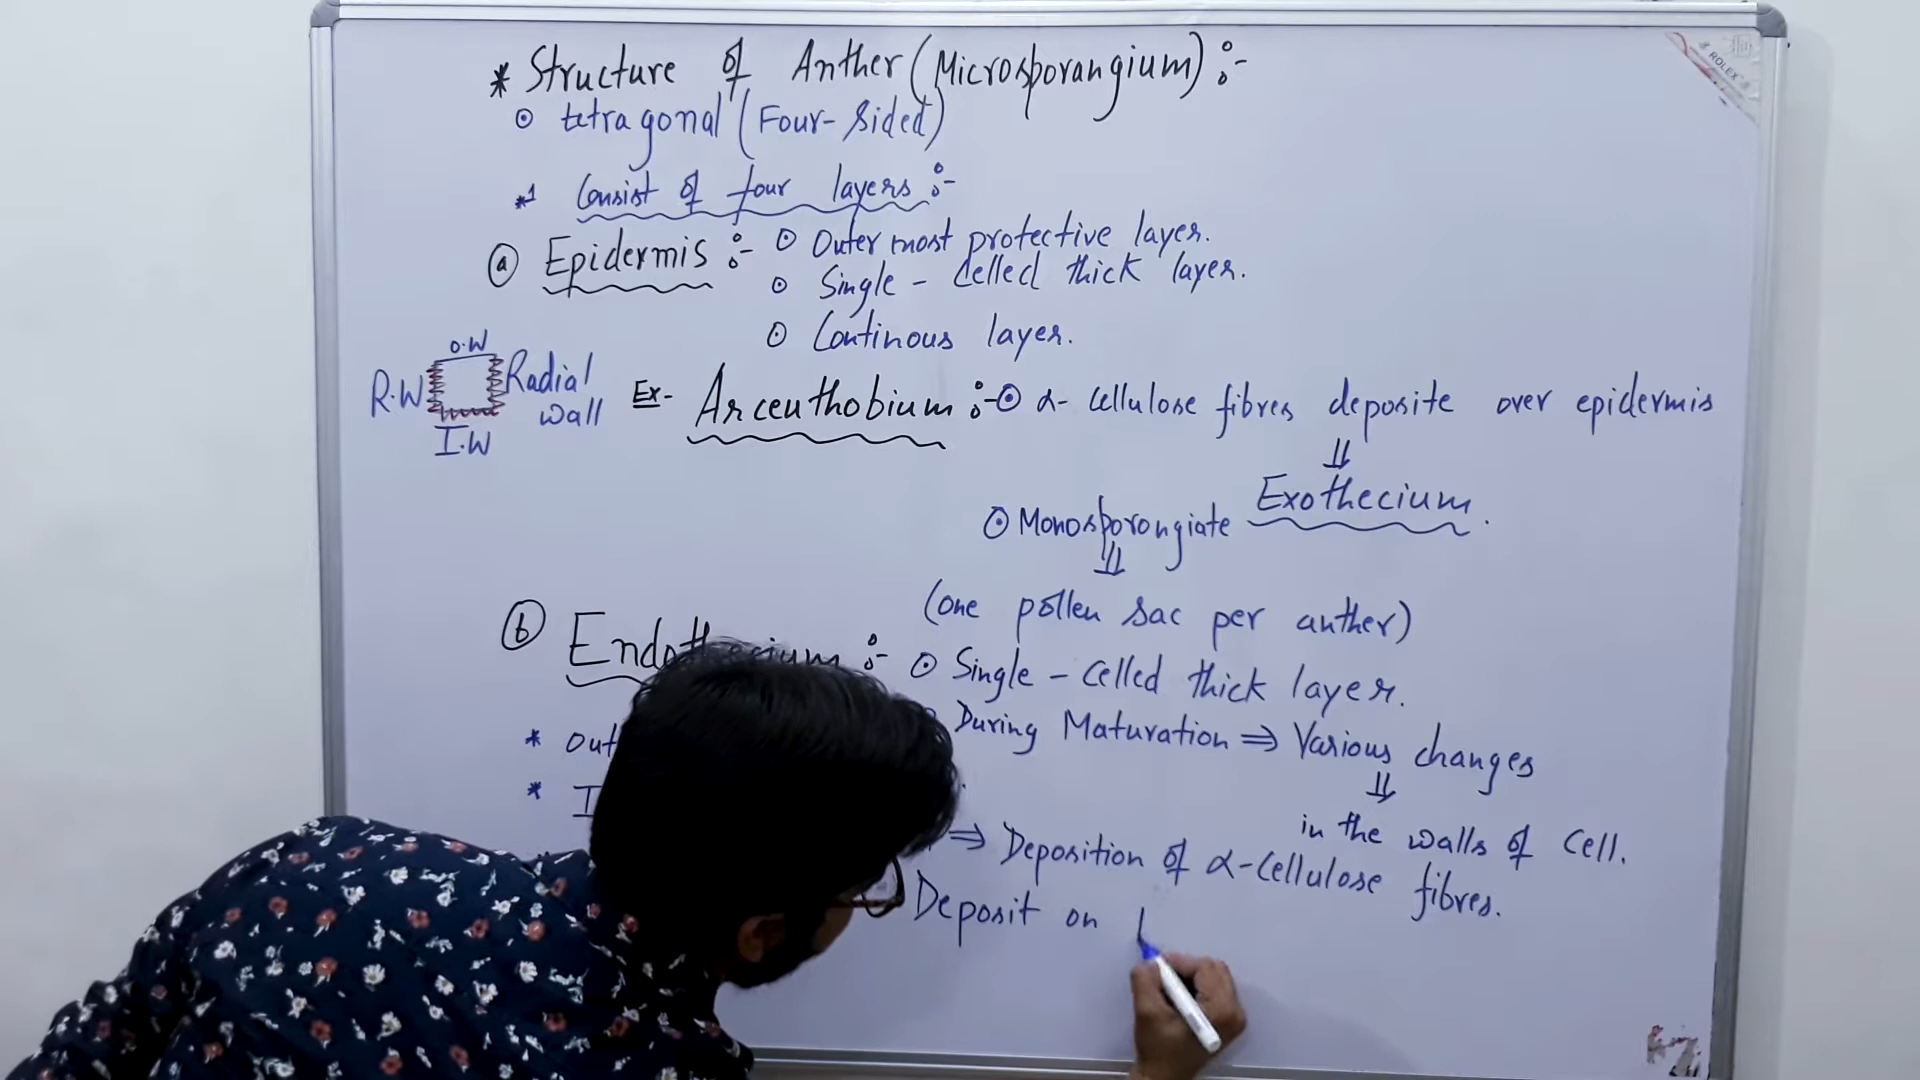 * Structure of Anther (Microsporangium) :-
⊙ tetragonal (Four-Sided)
*1 Consist of four layers :-
(a) Epidermis :- ⊙ Outer most protective layer.
⊙ Single - Celled thick layer.
⊙ Continous layer.
O.W
R.W Radial wall
I.W
Ex- Arceuthobium :- ⊙ α- Cellulose fibres deposite over epidermis
⇓
Exothecium.
⊙ Monosporongiate
⇓
(one pollen sac per anther)
(b) Endothecium :- ⊙ Single - Celled thick layer.
During Maturation ⇒ Various changes
⇓
in the walls of Cell.
* out
* I
⇒ Deposition of α-Cellulose fibres.
Deposit on
ROLEX